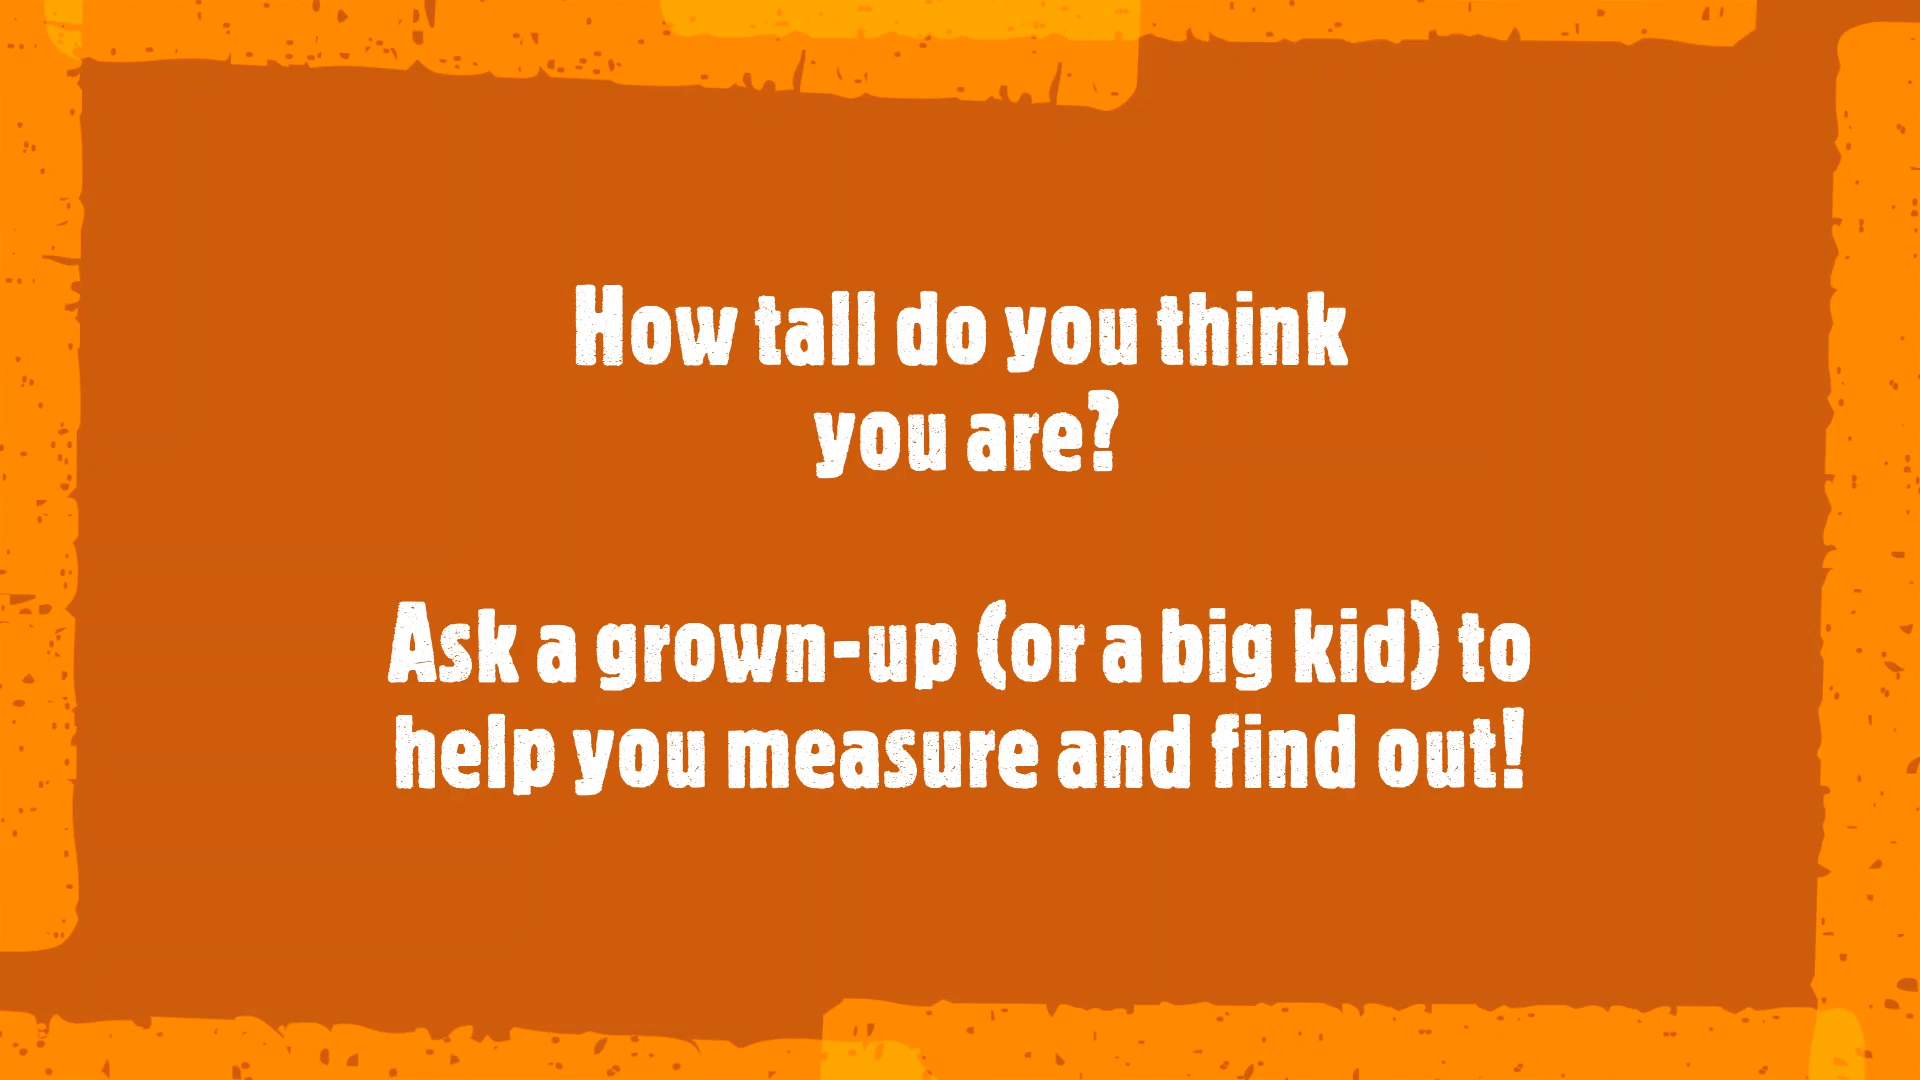 How tall do you think
you are?
Ask a grown-up (or a big kid) to
help you measure and find out!